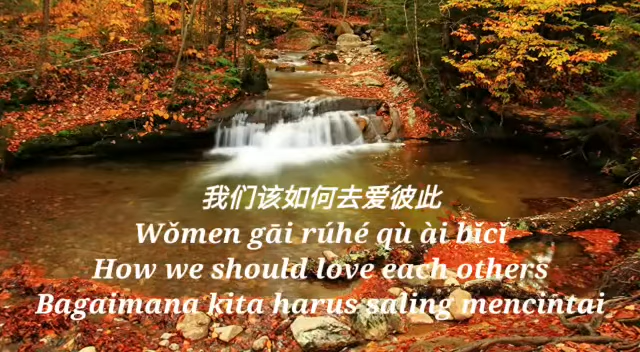 我们该如何去爱彼此
Wǒmen gāi rúhé qù ài bǐcǐ
How we should love each others
Bagaimana kita harus saling mencintai